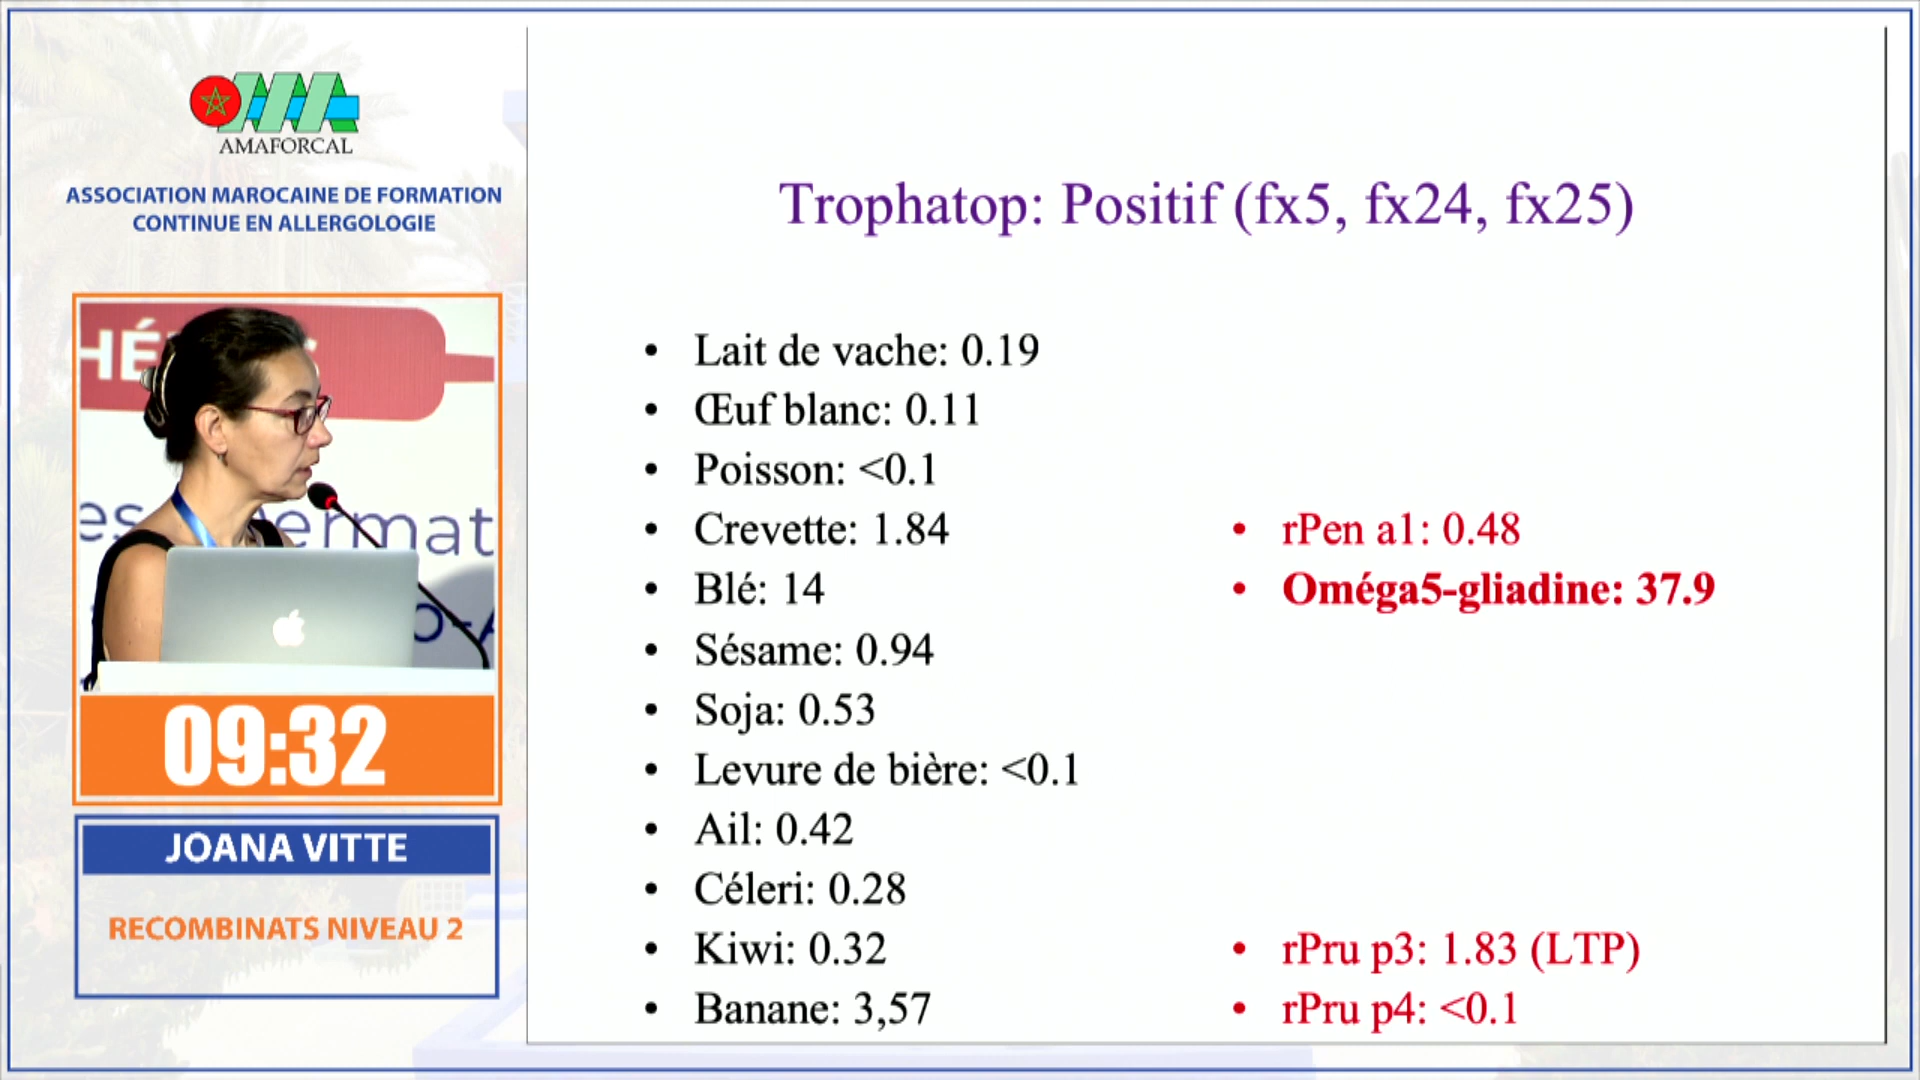 AMAFORCAL
ASSOCIATION MAROCAINE DE FORMATION
CONTINUE EN ALLERGOLOGIE
09:32
JOANA VITTE
RECOMBINATS NIVEAU 2
Trophatop: Positif (fx5, fx24, fx25)
• Lait de vache: 0.19
• Œuf blanc: 0.11
• Poisson: <0.1
• Crevette: 1.84
• Blé: 14
• Sésame: 0.94
• Soja: 0.53
• Levure de bière: <0.1
• Ail: 0.42
• Céleri: 0.28
• Kiwi: 0.32
• Banane: 3,57
• rPen a1: 0.48
• Oméga5-gliadine: 37.9
• rPru p3: 1.83 (LTP)
• rPru p4: <0.1